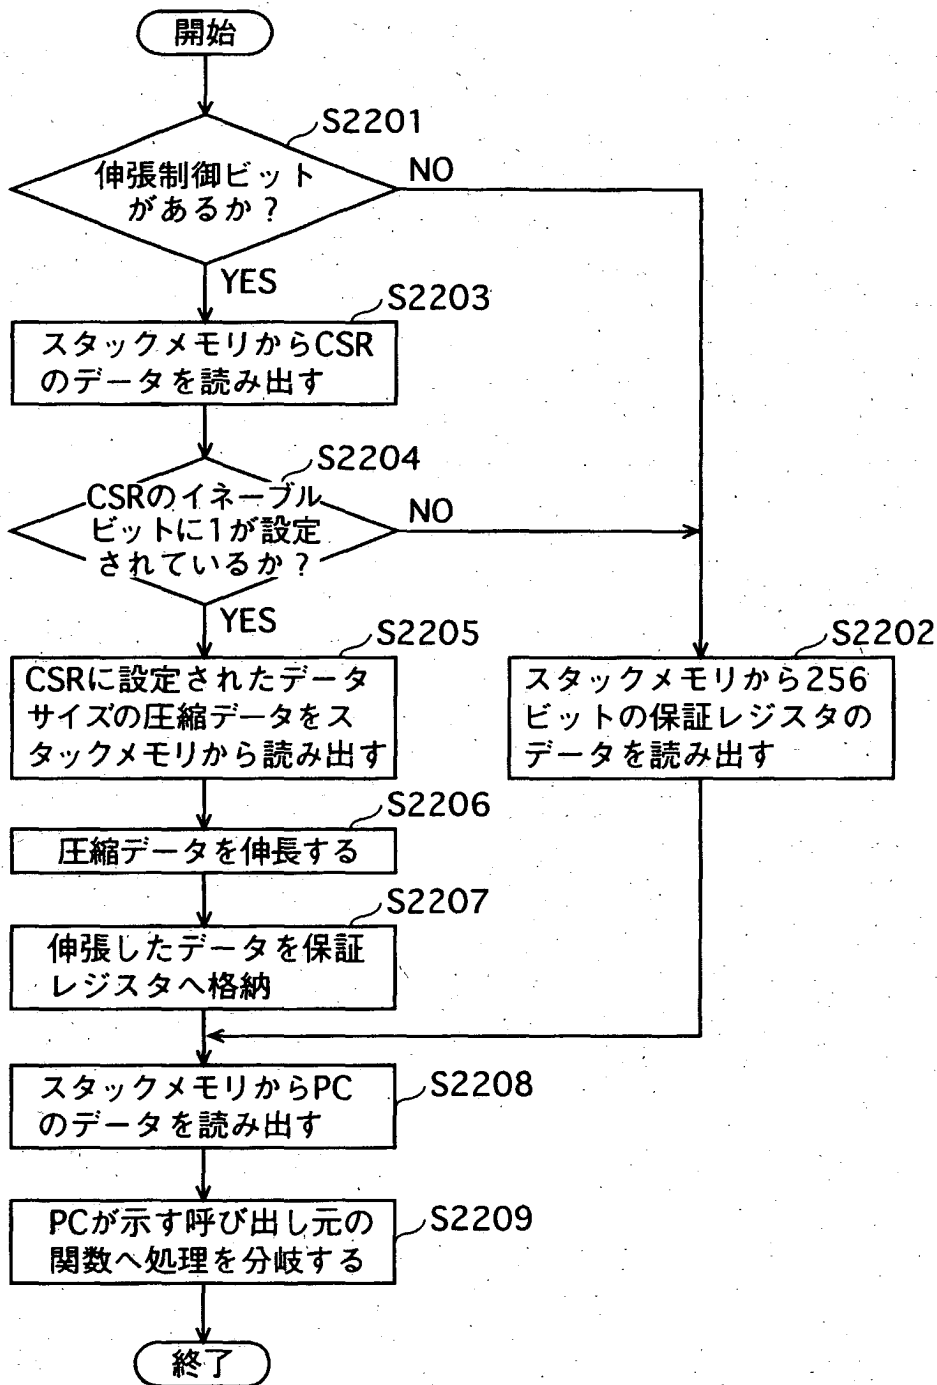 開始
S2201
伸張制御ビット
があるか？
NO
YES
S2203
スタックメモリからCSR
のデータを読み出す
S2204
CSRのイネーブル
ビットに1が設定
されているか？
NO
YES
S2205
CSRに設定されたデータ
サイズの圧縮データをス
タックメモリから読み出す
S2202
スタックメモリから256
ビットの保証レジスタの
データを読み出す
S2206
圧縮データを伸長する
S2207
伸張したデータを保証
レジスタへ格納
スタックメモリからPC
のデータを読み出す
S2208
PCが示す呼び出し元の
関数へ処理を分岐する
S2209
終了